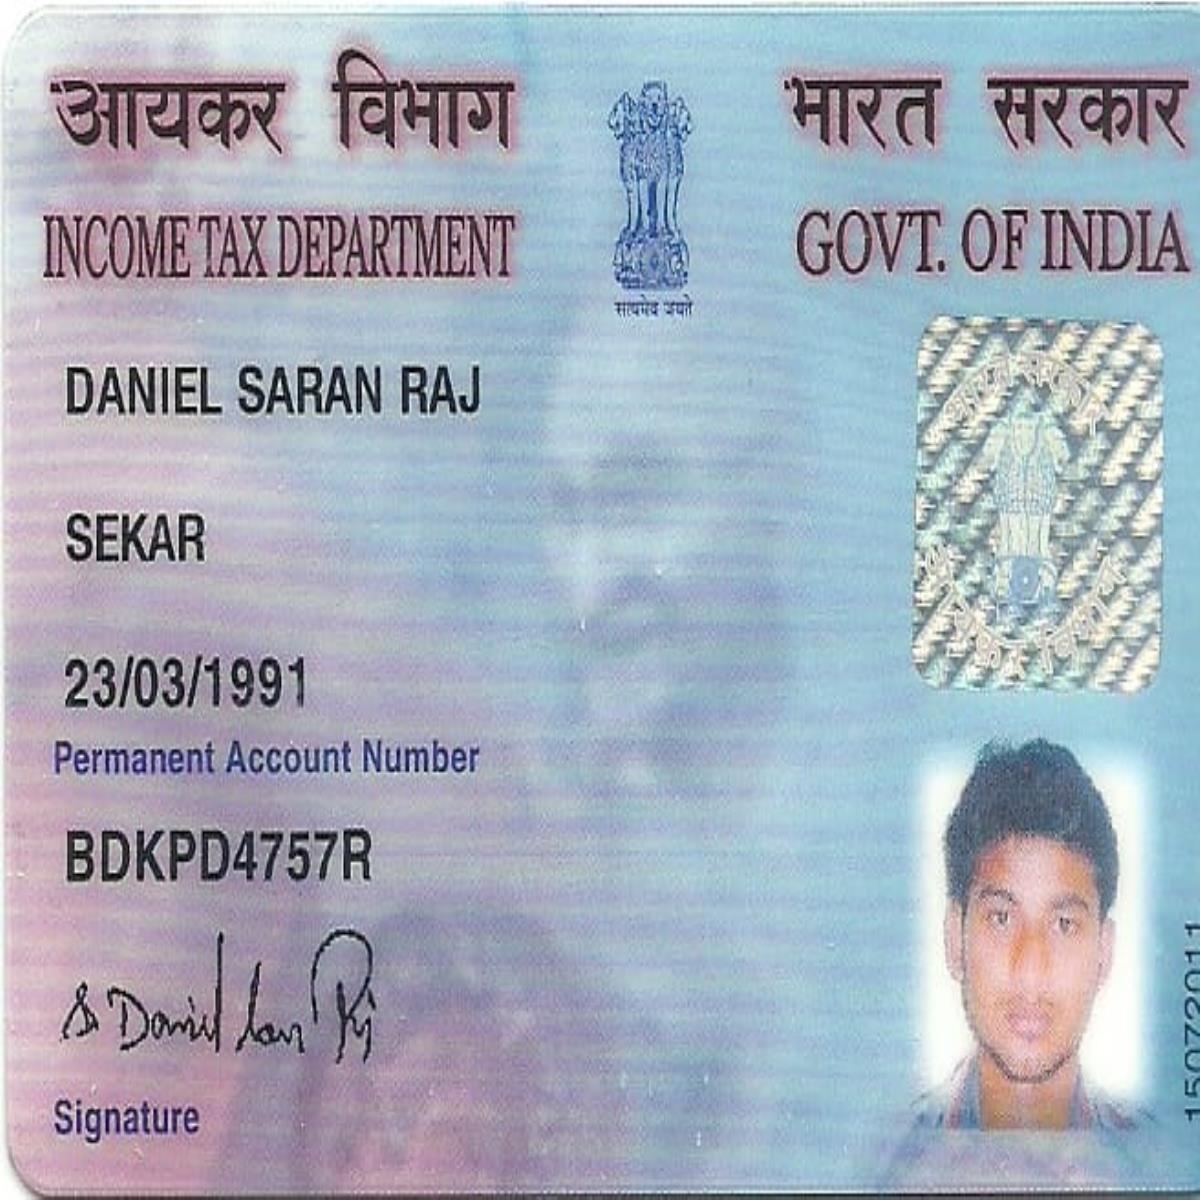 आयकर विभाग
भारत सरकार
INCOME TAX DEPARTMENT
GOVT. OF INDIA
सत्यमेव जयते
DANIEL SARAN RAJ
SEKAR
23/03/1991
Permanent Account Number
BDKPD4757R
S Daniel Saran Raj
Signature
15072011